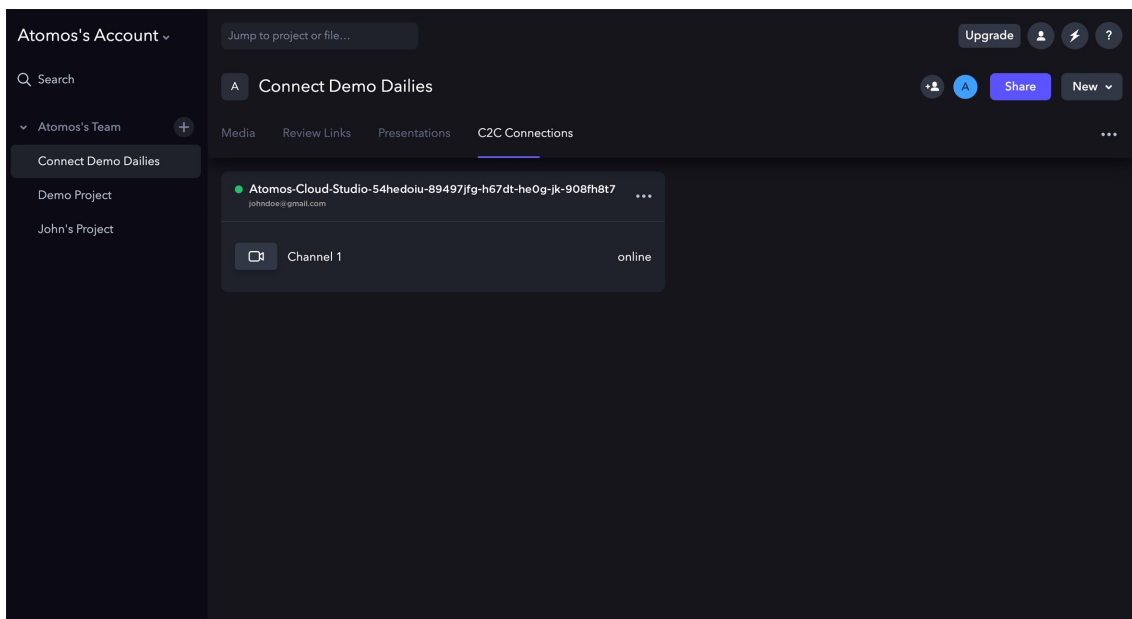 Atomos's Account
Jump to project or file...
Upgrade
?
Search
A
Connect Demo Dailies
A
Share
New
Atomos's Team
+
Media
Review Links
Presentations
C2C Connections
Connect Demo Dailies
Demo Project
John's Project
Atomos-Cloud-Studio-54hedoiu-89497jfg-h67dt-he0g-jk-908fh8t7
johndoe@gmail.com
Channel 1
online